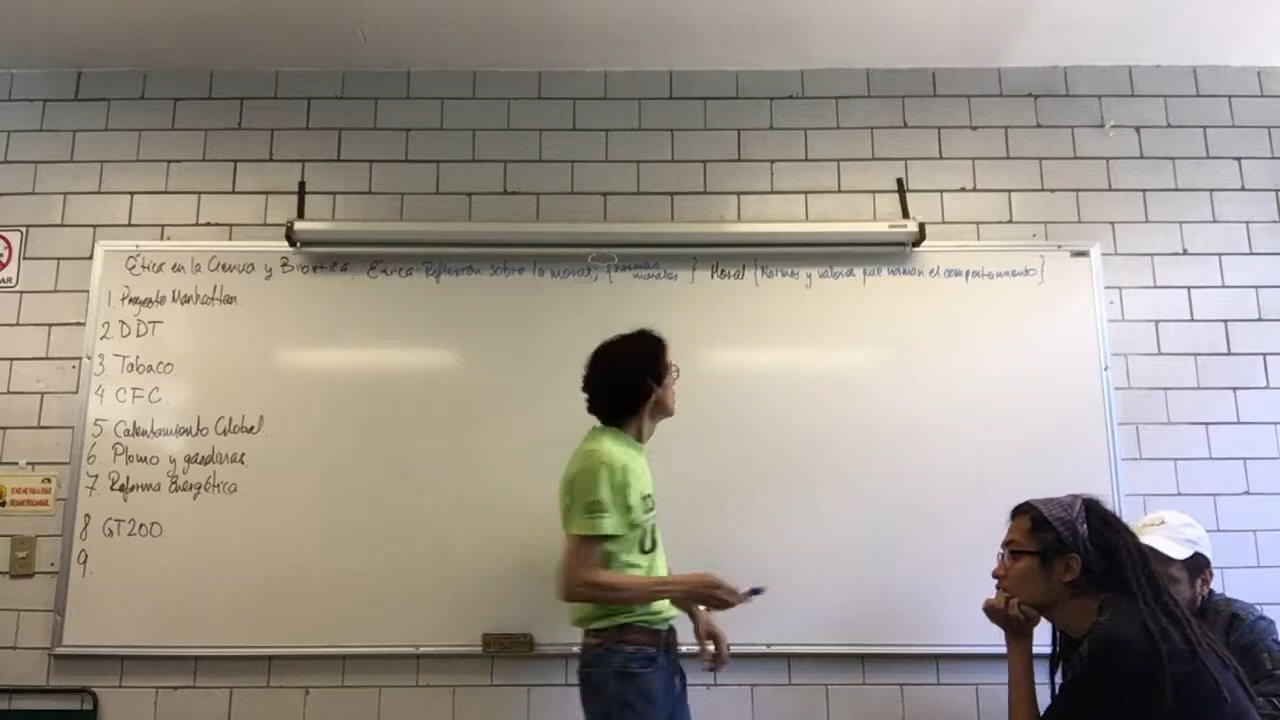 Ética en la Ciencia y Bioética. Ética Reflexión sobre la moral, {normas morales} Moral {Normas y valores que norman el comportamiento}
1. Proyecto Manhattan.
2. DDT
3. Tabaco
4 CFC
5. Calentamiento Global.
6. Plomo y gasolinas.
7. Reforma Energética
8 GT200
9.